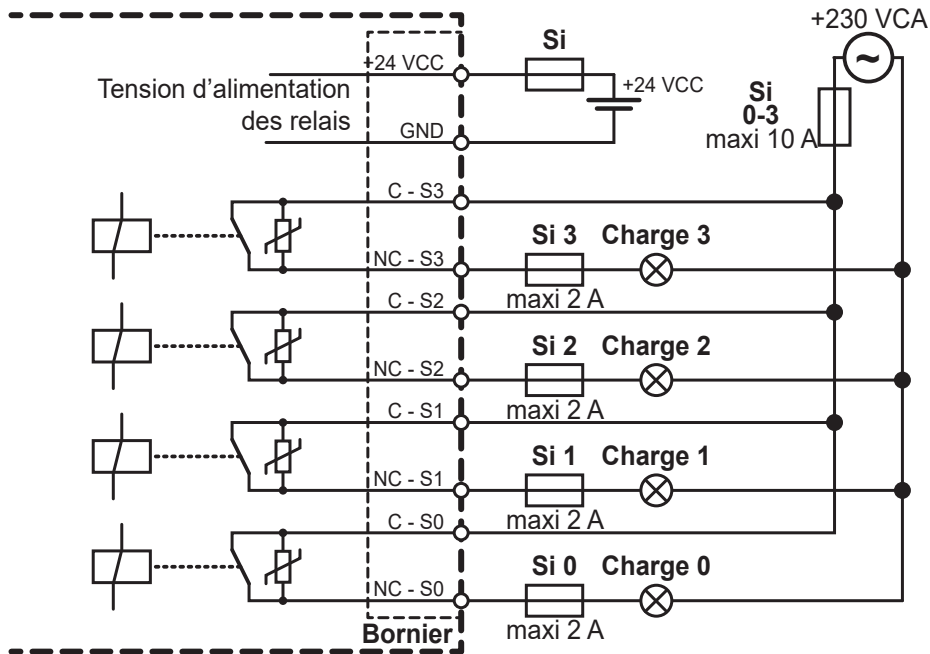 +230 VCA
Si
+24 VCC
+24 VCC
Tension d’alimentation
des relais
GND
Si
0-3
maxi 10 A
C - S3
Si 3 Charge 3
NC - S3
maxi 2 A
C - S2
Si 2 Charge 2
NC - S2
maxi 2 A
C - S1
Si 1 Charge 1
NC - S1
maxi 2 A
C - S0
Si 0 Charge 0
NC - S0
maxi 2 A
Bornier